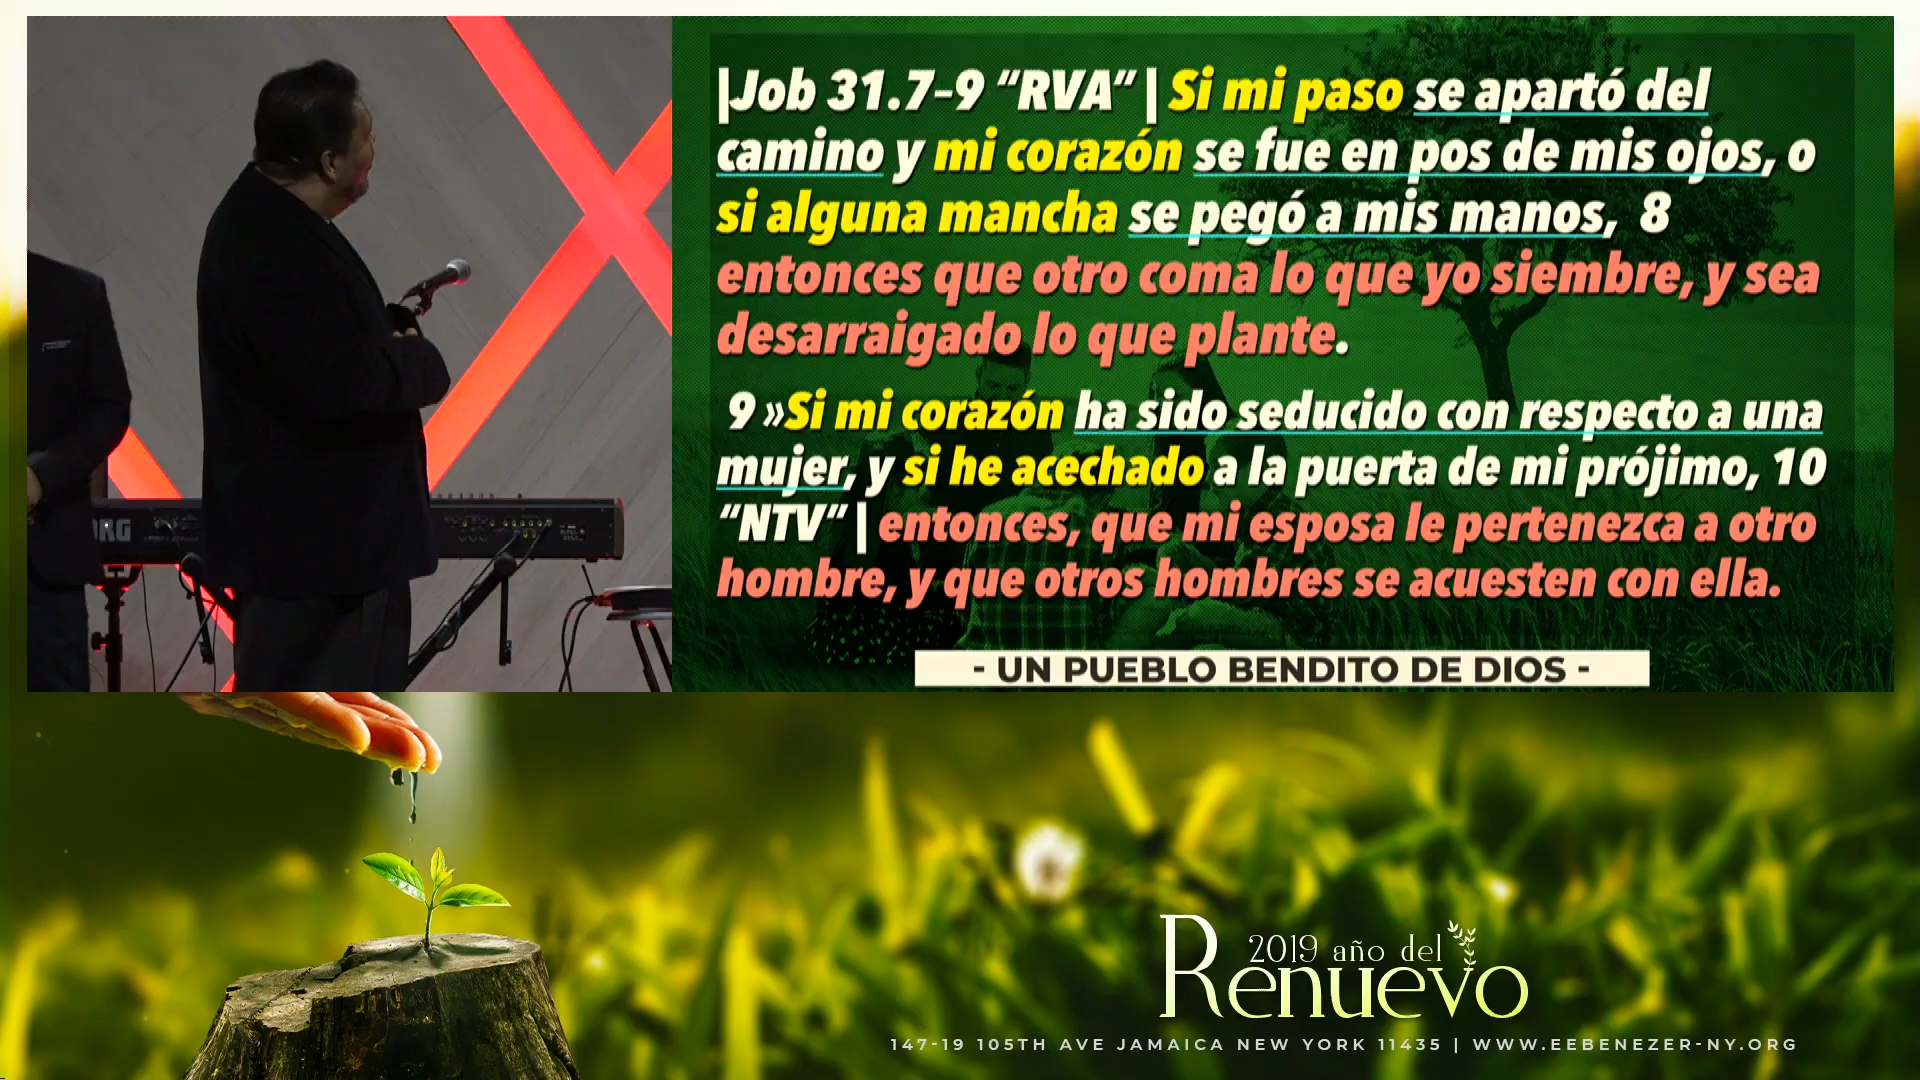 |Job 31.7-9 “RVA” | Si mi paso se apartó del
camino y mi corazón se fue en pos de mis ojos, o
si alguna mancha se pegó a mis manos, 8
entonces que otro coma lo que yo siembre, y sea
desarraigado lo que plante.
9 »Si mi corazón ha sido seducido con respecto a una
mujer, y si he acechado a la puerta de mi prójimo, 10
“NTV” | entonces, que mi esposa le pertenezca a otro
hombre, y que otros hombres se acuesten con ella.
- UN PUEBLO BENDITO DE DIOS -
2019 año del
Renuevo
147-19 105TH AVE JAMAICA NEW YORK 11435 | WWW.EEBENEZER-NY.ORG